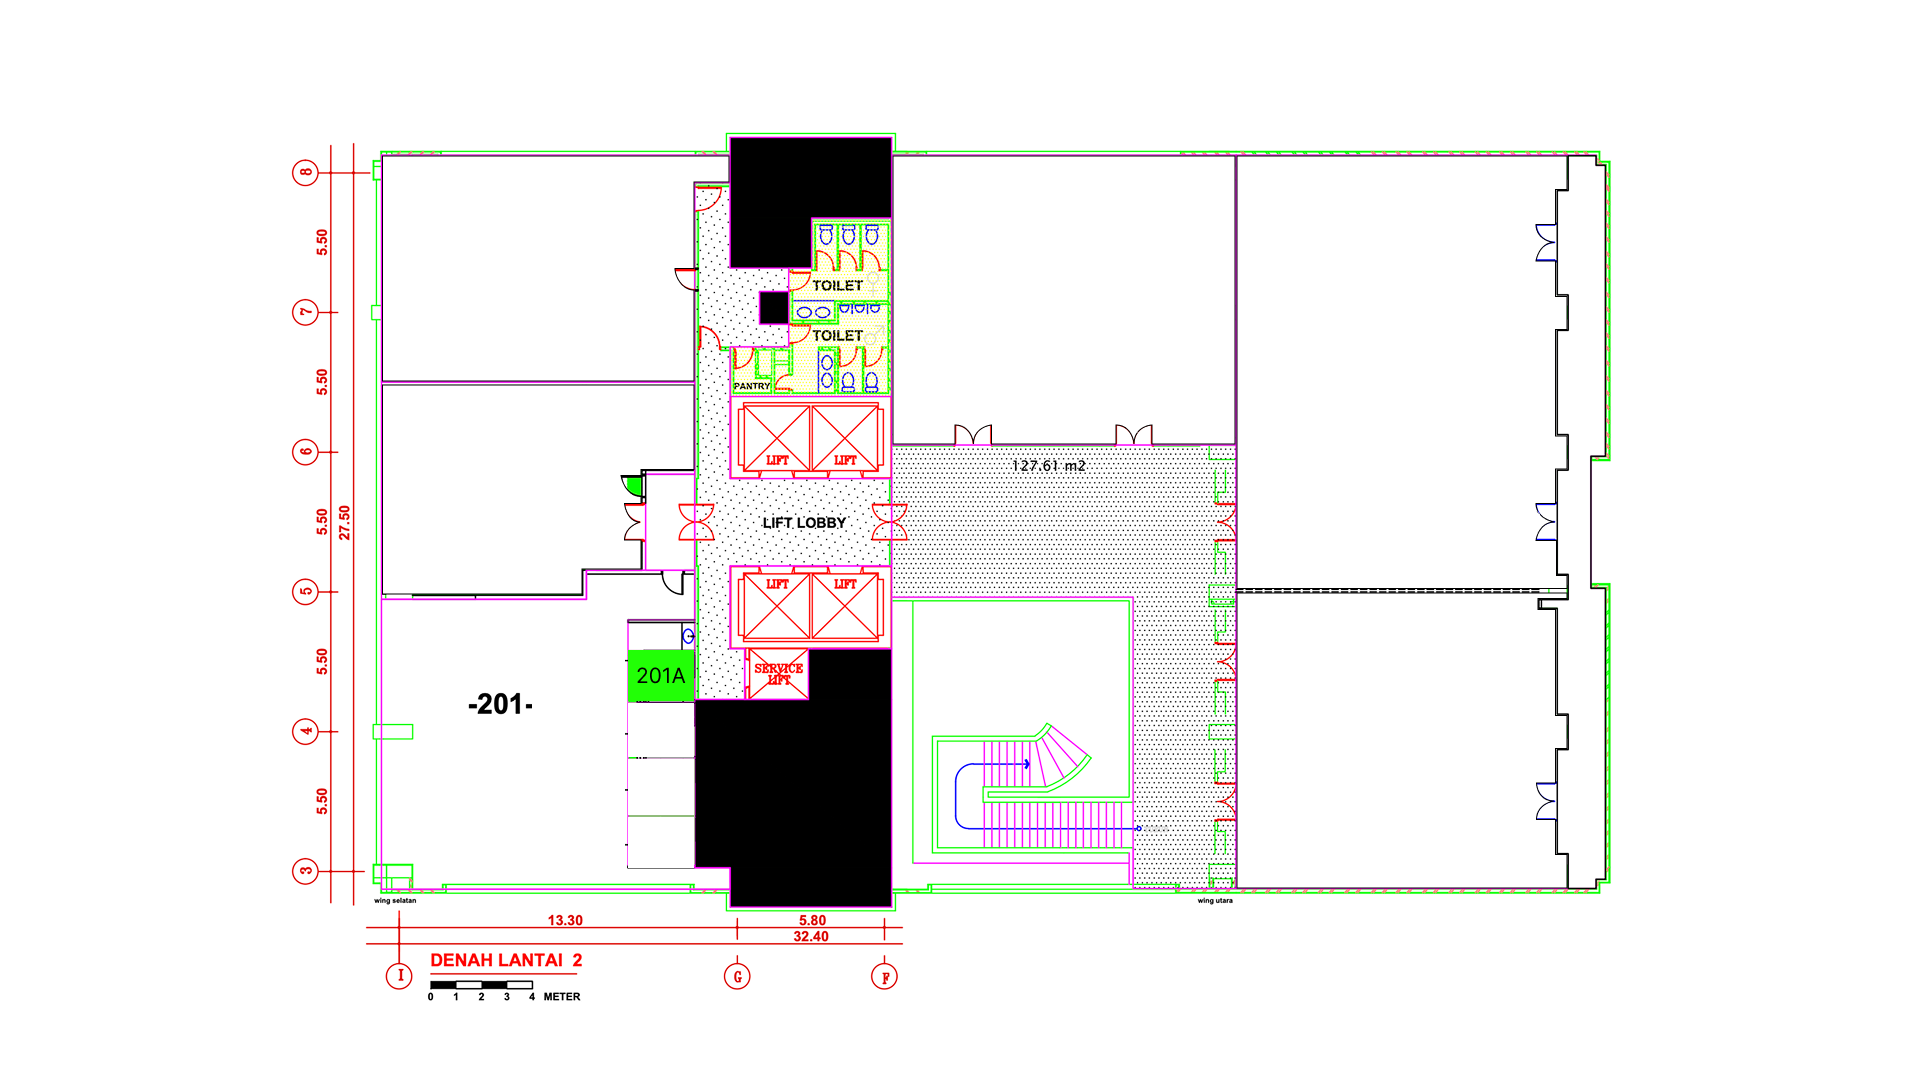 8
7
6
5
4
3
5.50
5.50
5.50
5.50
5.50
27.50
TOILET
TOILET
PANTRY
LIFT
LIFT
127.61 m2
LIFT LOBBY
LIFT
LIFT
SERVICE
LIFT
201A
-201-
wing selatan
wing utara
13.30
5.80
32.40
DENAH LANTAI 2
I
G
F
0 1 2 3 4 METER